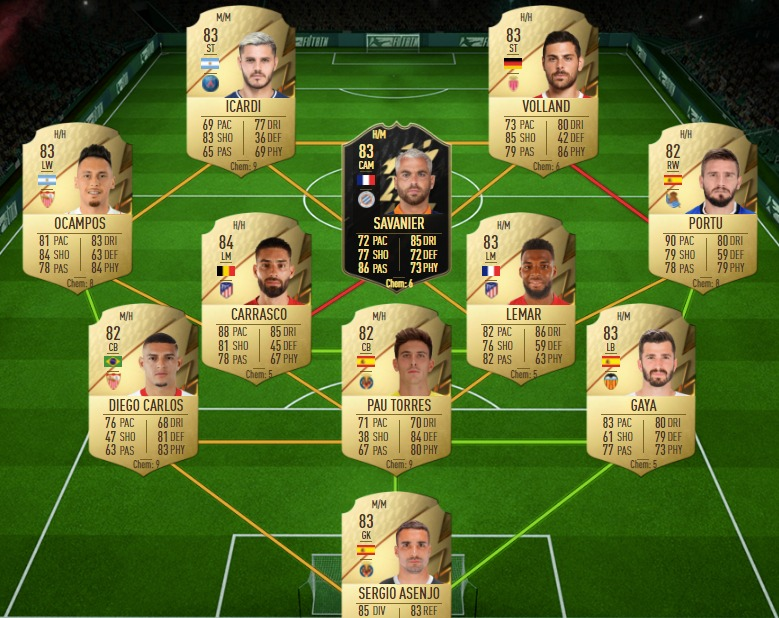 M/M
83
ST
ICARDI
69 PAC 77 DRI
83 SHO 36 DEF
65 PAS 69 PHY
Chem: 9
H/H
83
ST
VOLLAND
73 PAC 80 DRI
85 SHO 42 DEF
79 PAS 86 PHY
Chem: 6
H/H
83
LW
OCAMPOS
81 PAC 83 DRI
84 SHO 63 DEF
78 PAS 84 PHY
Chem: 8
H/M
83
CAM
SAVANIER
72 PAC 85 DRI
77 SHO 72 DEF
86 PAS 73 PHY
Chem: 6
H/H
82
RW
PORTU
90 PAC 80 DRI
79 SHO 59 DEF
78 PAS 79 PHY
Chem: 8
H/H
84
LM
CARRASCO
88 PAC 85 DRI
81 SHO 45 DEF
78 PAS 67 PHY
Chem: 5
H/M
83
LM
LEMAR
82 PAC 86 DRI
76 SHO 59 DEF
82 PAS 63 PHY
Chem: 5
M/H
82
CB
DIEGO CARLOS
76 PAC 68 DRI
47 SHO 81 DEF
63 PAS 83 PHY
Chem: 9
M/H
82
CB
PAU TORRES
71 PAC 70 DRI
38 SHO 84 DEF
67 PAS 80 PHY
Chem: 9
H/M
83
LB
GAYA
83 PAC 80 DRI
61 SHO 79 DEF
77 PAS 73 PHY
Chem: 5
M/M
83
GK
SERGIO ASENJO
85 DIV 83 REF